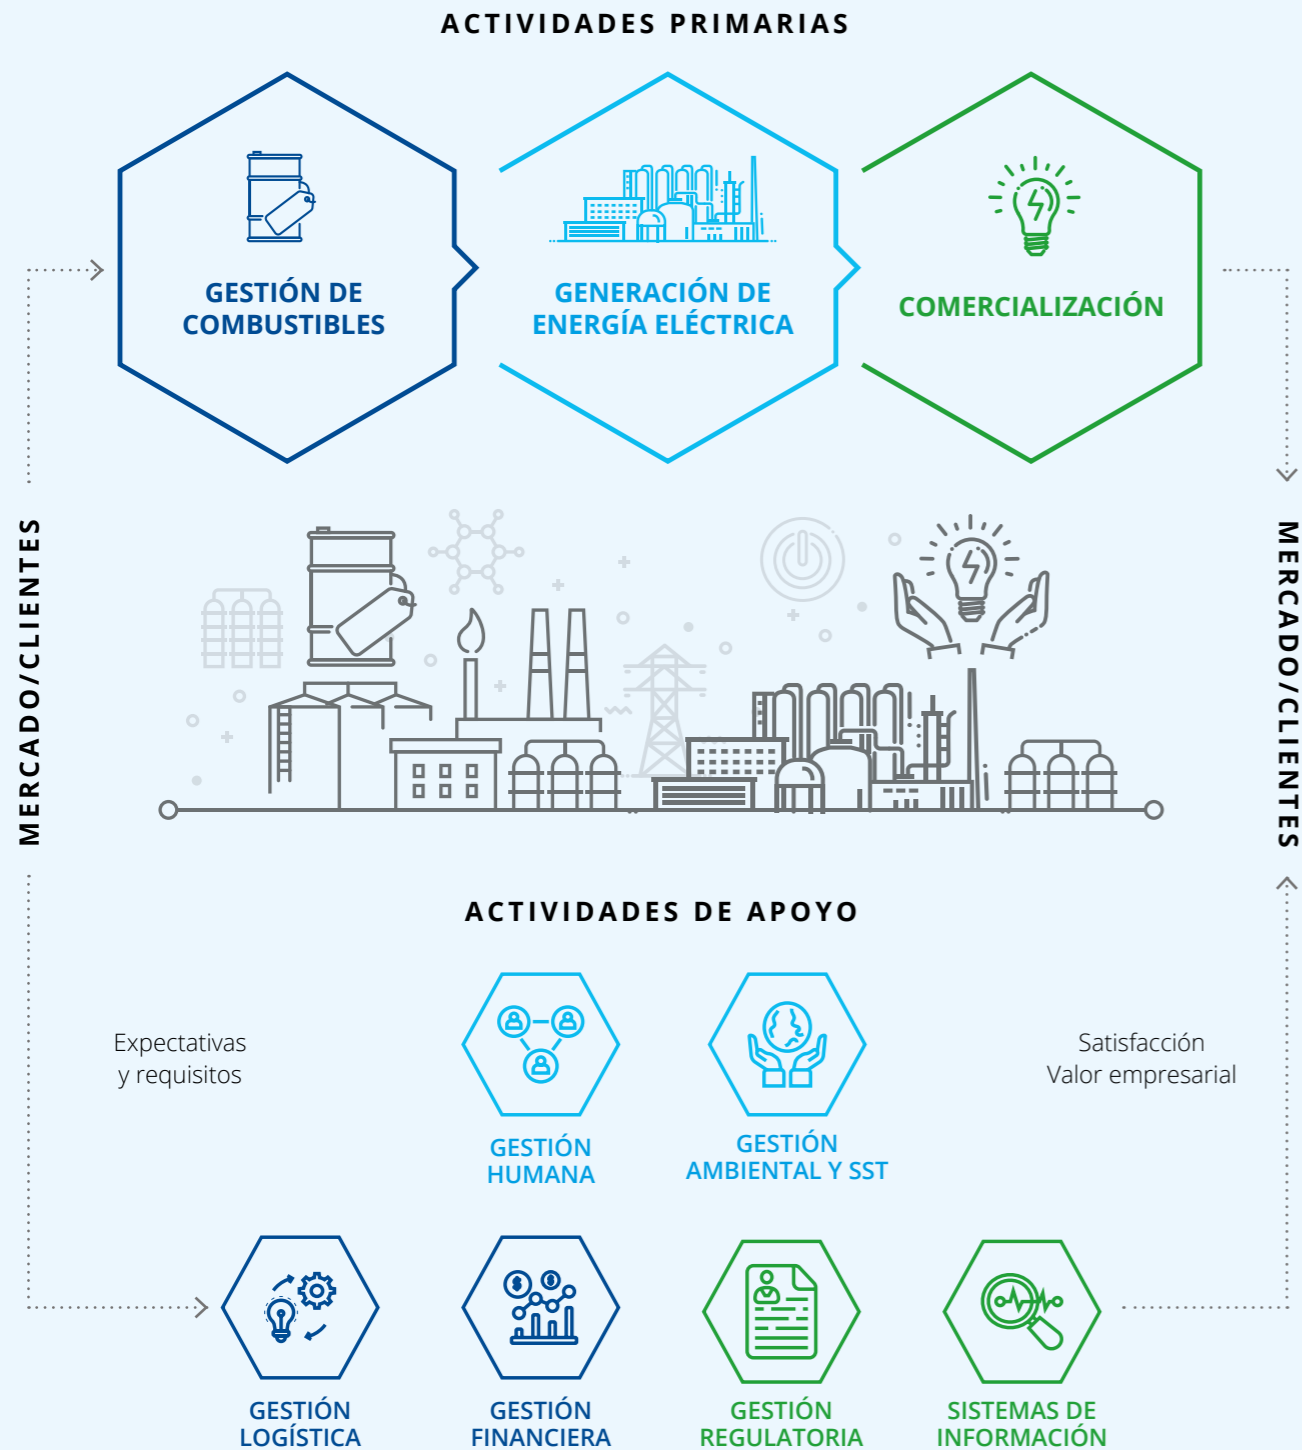 ACTIVIDADES PRIMARIAS
GESTIÓN DE
COMBUSTIBLES
GENERACIÓN DE
ENERGÍA ELÉCTRICA
COMERCIALIZACIÓN
MERCADO/CLIENTES
MERCADO/CLIENTES
ACTIVIDADES DE APOYO
Expectativas
y requisitos
Satisfacción
Valor empresarial
GESTIÓN
HUMANA
GESTIÓN
AMBIENTAL Y SST
GESTIÓN
LOGÍSTICA
GESTIÓN
FINANCIERA
GESTIÓN
REGULATORIA
SISTEMAS DE
INFORMACIÓN